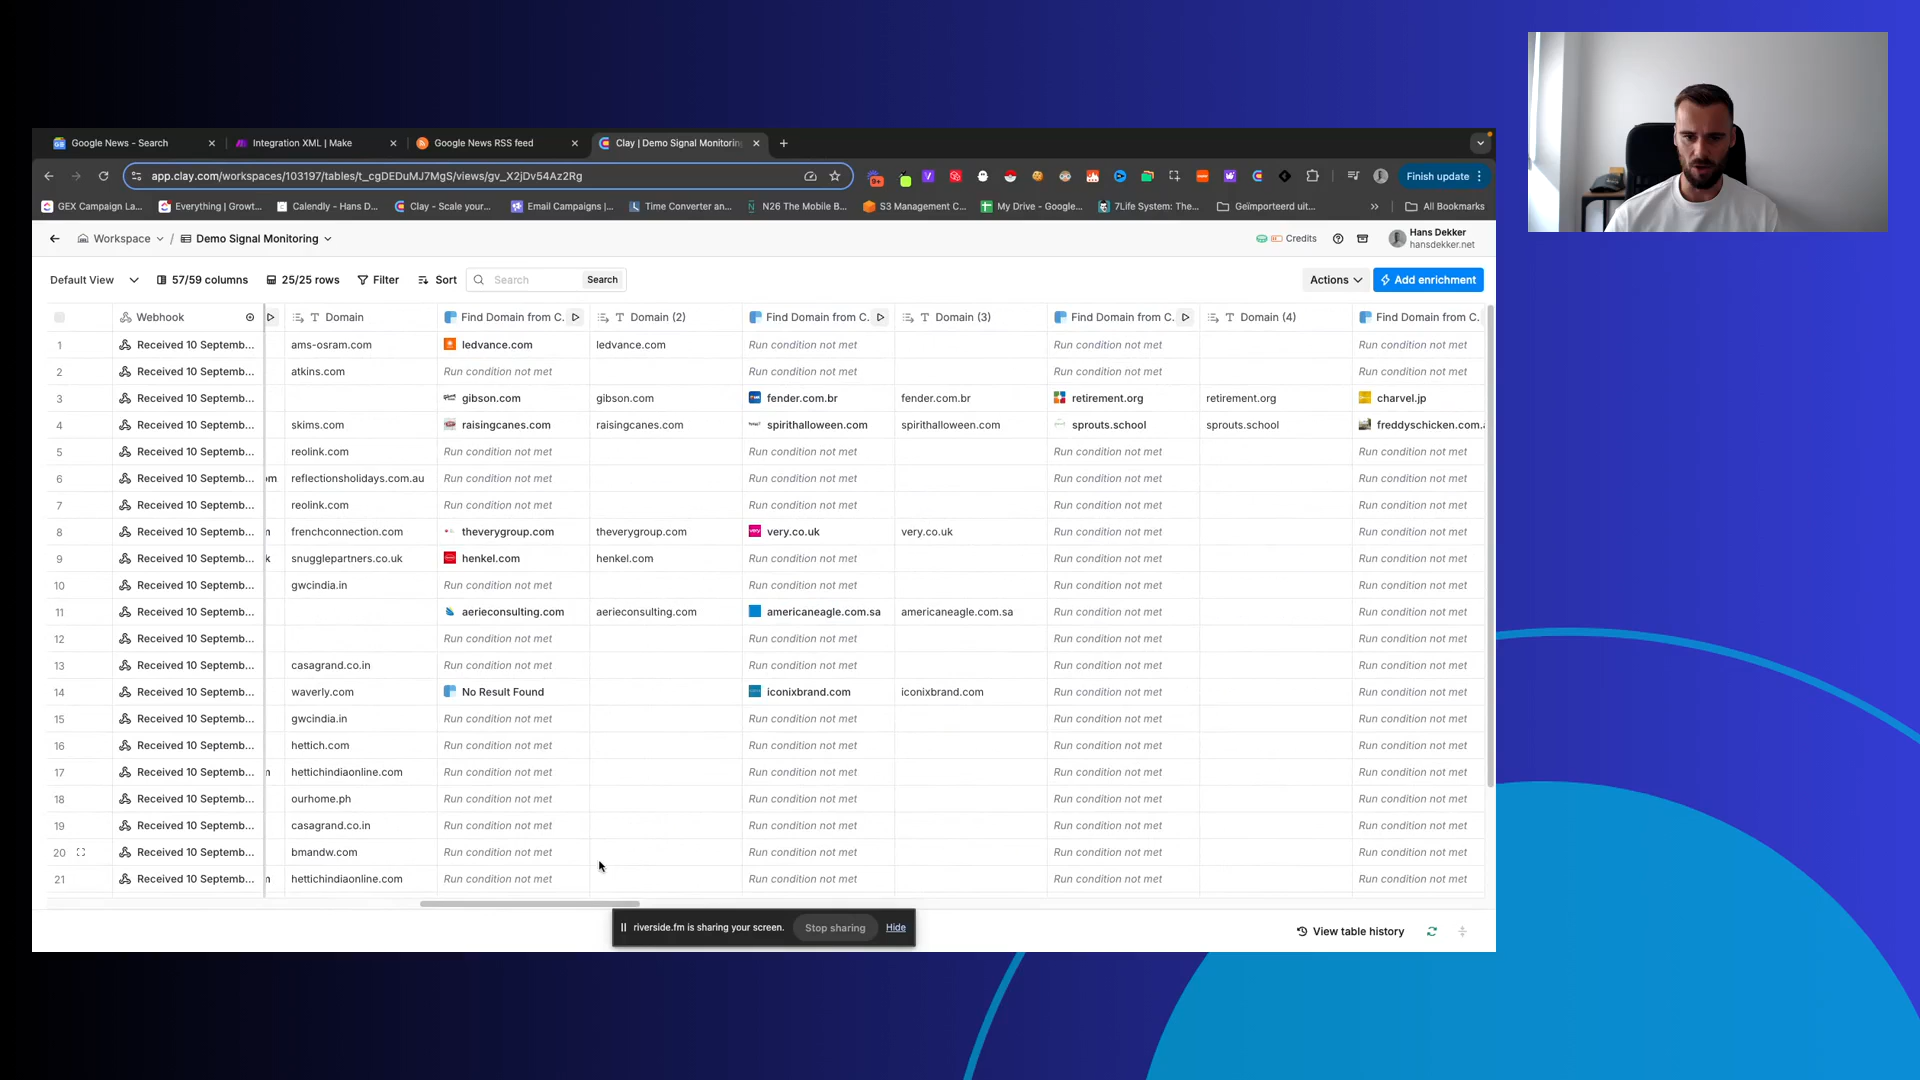 Google News - Search
Integration XML | Make
Google News RSS feed
Clay | Demo Signal Monitoring
app.clay.com/workspaces/103197/tables/t_cgDEDuMJ7MgS/views/gv_X2jDv54Az2Rg
9+
Finish update
GEX Campaign La...
Everything | Growt...
Calendly - Hans D...
Clay - Scale your...
Email Campaigns |...
Time Converter an...
N26 The Mobile B...
S3 Management C...
My Drive - Google...
7Life System: The...
Geïmporteerd uit...
All Bookmarks
Workspace / Demo Signal Monitoring
Credits
Hans Dekker
hansdekker.net
Default View 57/59 columns 25/25 rows Filter Sort Search Search Actions Add enrichment
Webhook Domain Find Domain from C. Domain (2) Find Domain from C. Domain (3) Find Domain from C. Domain (4) Find Domain from C.
1 Received 10 Septemb... ams-osram.com ledvance.com ledvance.com Run condition not met Run condition not met Run condition not met
2 Received 10 Septemb... atkins.com Run condition not met Run condition not met Run condition not met Run condition not met
3 Received 10 Septemb... gibson.com gibson.com fender.com.br fender.com.br retirement.org retirement.org charvel.jp
4 Received 10 Septemb... skims.com raisingcanes.com raisingcanes.com spirithalloween.com spirithalloween.com sprouts.school sprouts.school freddyschicken.com.
5 Received 10 Septemb... reolink.com Run condition not met Run condition not met Run condition not met Run condition not met
6 Received 10 Septemb... om reflectionsholidays.com.au Run condition not met Run condition not met Run condition not met Run condition not met
7 Received 10 Septemb... reolink.com Run condition not met Run condition not met Run condition not met Run condition not met
8 Received 10 Septemb... frenchconnection.com theverygroup.com theverygroup.com very.co.uk very.co.uk Run condition not met Run condition not met
9 Received 10 Septemb... k snugglepartners.co.uk henkel.com henkel.com Run condition not met Run condition not met Run condition not met
10 Received 10 Septemb... gwcindia.in Run condition not met Run condition not met Run condition not met Run condition not met
11 Received 10 Septemb... aerieconsulting.com aerieconsulting.com americaneagle.com.sa americaneagle.com.sa Run condition not met Run condition not met
12 Received 10 Septemb... Run condition not met Run condition not met Run condition not met Run condition not met
13 Received 10 Septemb... casagrand.co.in Run condition not met Run condition not met Run condition not met Run condition not met
14 Received 10 Septemb... waverly.com No Result Found iconixbrand.com iconixbrand.com Run condition not met Run condition not met
15 Received 10 Septemb... gwcindia.in Run condition not met Run condition not met Run condition not met Run condition not met
16 Received 10 Septemb... hettich.com Run condition not met Run condition not met Run condition not met Run condition not met
17 Received 10 Septemb... hettichindiaonline.com Run condition not met Run condition not met Run condition not met Run condition not met
18 Received 10 Septemb... ourhome.ph Run condition not met Run condition not met Run condition not met Run condition not met
19 Received 10 Septemb... casagrand.co.in Run condition not met Run condition not met Run condition not met Run condition not met
20 Received 10 Septemb... bmandw.com Run condition not met Run condition not met Run condition not met Run condition not met
21 Received 10 Septemb... hettichindiaonline.com Run condition not met Run condition not met Run condition not met Run condition not met
riverside.fm is sharing your screen. Stop sharing Hide
View table history